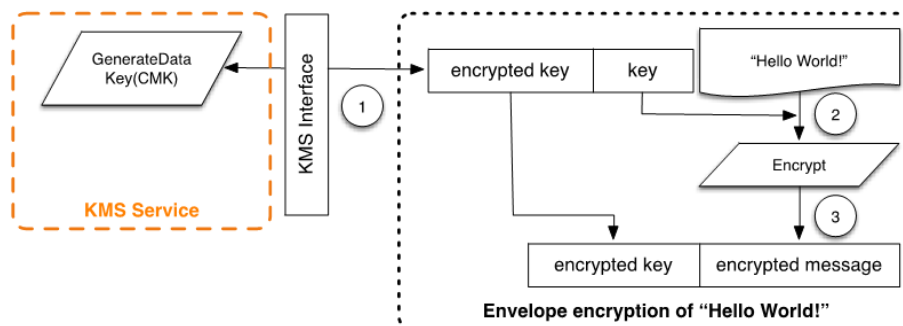 GenerateData
Key(CMK)
KMS Service
KMS Interface
1
encrypted key
key
“Hello World!”
2
Encrypt
3
encrypted key
encrypted message
Envelope encryption of “Hello World!”